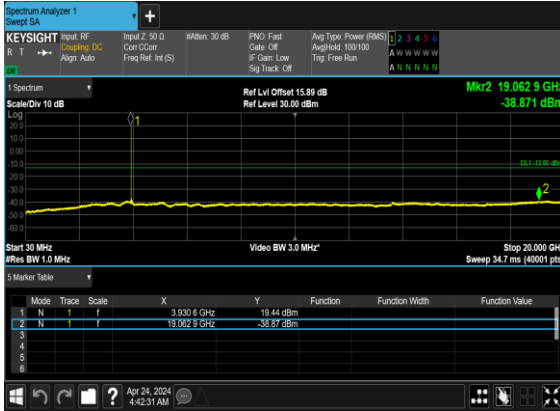 Spectrum Analyzer 1
Swept SA
+
KEYSIGHT
R T
Input: RF
Coupling: DC
Align: Auto
Input Z: 50 Ω
Corr CCorr
Freq Ref: Int (S)
#Atten: 30 dB
PNO: Fast
Gate: Off
IF Gain: Low
Sig Track: Off
Avg Type: Power (RMS)
Avg|Hold: 100/100
Trig: Free Run
1 2 3 4 5 6
A W W W W W
A N N N N N
1 Spectrum
Scale/Div 10 dB
Ref Lvl Offset 15.89 dB
Ref Level 30.00 dBm
Mkr2 19.062 9 GHz
-38.871 dBm
Log
20.0
10.0
0.00
-10.0
-20.0
-30.0
-40.0
-50.0
-60.0
1
DL1 -13.00 dBm
2
Start 30 MHz
#Res BW 1.0 MHz
Video BW 3.0 MHz*
Stop 20.000 GH
Sweep 34.7 ms (40001 pts
5 Marker Table
Mode Trace Scale X Y Function Function Width Function Value
1 N 1 f 3.930 6 GHz 19.44 dBm
2 N 1 f 19.062 9 GHz -38.87 dBm
3
4
5
6
?
Apr 24, 2024
4:42:31 AM